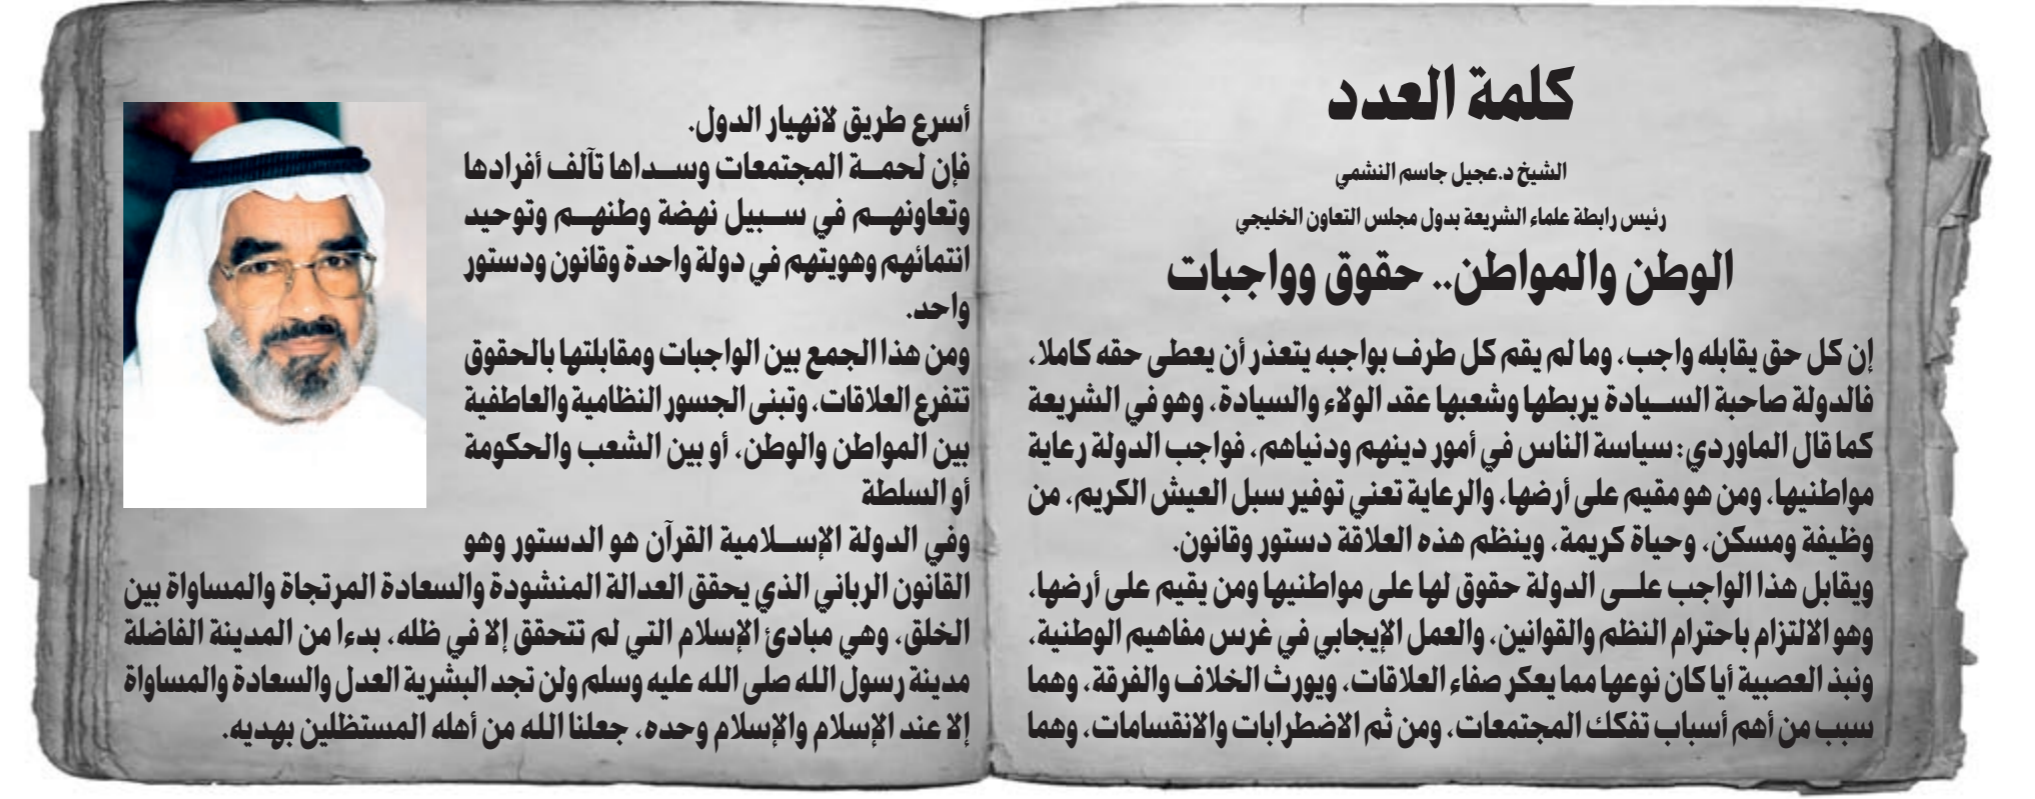 كلمة العدد
الشيخ د.عجيل جاسم النشمي
رئيس رابطة علماء الشريعة بدول مجلس التعاون الخليجي
الوطن والمواطن.. حقوق وواجبات
إن كل حق يقابله واجب، وما لم يقم كل طرف بواجبه يتعذر أن يعطى حقه كاملا،
فالدولة صاحبة السيادة يربطها وشعبها عقد الولاء والسيادة، وهو في الشريعة
كما قال الماوردي: سياسة الناس في أمور دينهم ودنياهم، فواجب الدولة رعاية
مواطنيها، ومن هو مقيم على أرضها، والرعاية تعني توفير سبل العيش الكريم، من
وظيفة ومسكن، وحياة كريمة، وينظم هذه العلاقة دستور وقانون.
ويقابل هذا الواجب على الدولة حقوق لها على مواطنيها ومن يقيم على أرضها،
وهو الالتزام باحترام النظم والقوانين، والعمل الإيجابي في غرس مفاهيم الوطنية،
ونبذ العصبية أيا كان نوعها مما يعكر صفاء العلاقات، ويورث الخلاف والفرقة، وهما
سبب من أهم أسباب تفكك المجتمعات، ومن ثم الاضطرابات والانقسامات، وهما
أسرع طريق لانهيار الدول.
فإن لحمة المجتمعات وسداها تآلف أفرادها
وتعاونهم في سبيل نهضة وطنهم وتوحيد
انتمائهم وهويتهم في دولة واحدة وقانون ودستور
واحد.
ومن هذا الجمع بين الواجبات ومقابلتها بالحقوق
تتفرع العلاقات، وتبنى الجسور النظامية والعاطفية
بين المواطن والوطن، أو بين الشعب والحكومة
أو السلطة
وفي الدولة الإسلامية القرآن هو الدستور وهو
القانون الرباني الذي يحقق العدالة المنشودة والسعادة المرتجاة والمساواة بين
الخلق، وهي مبادئ الإسلام التي لم تتحقق إلا في ظله، بدءا من المدينة الفاضلة
مدينة رسول الله صلى الله عليه وسلم ولن تجد البشرية العدل والسعادة والمساواة
إلا عند الإسلام والإسلام وحده، جعلنا الله من أهله المستظلين بهديه.